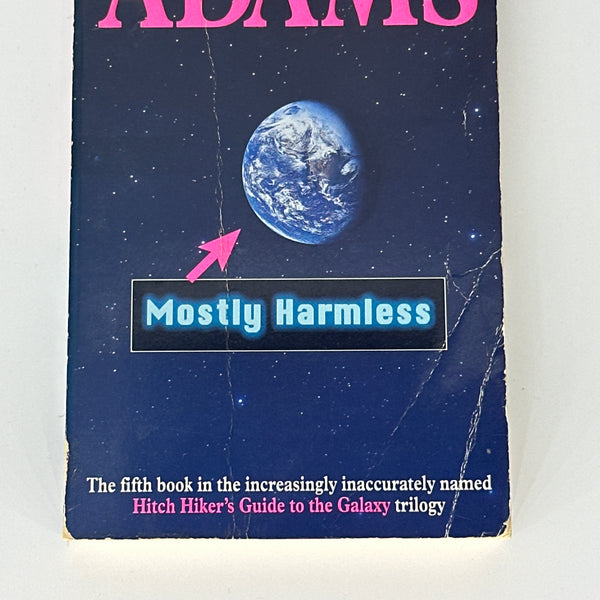 ADAMS
Mostly Harmless
The fifth book in the increasingly inaccurately named
Hitch Hiker's Guide to the Galaxy trilogy